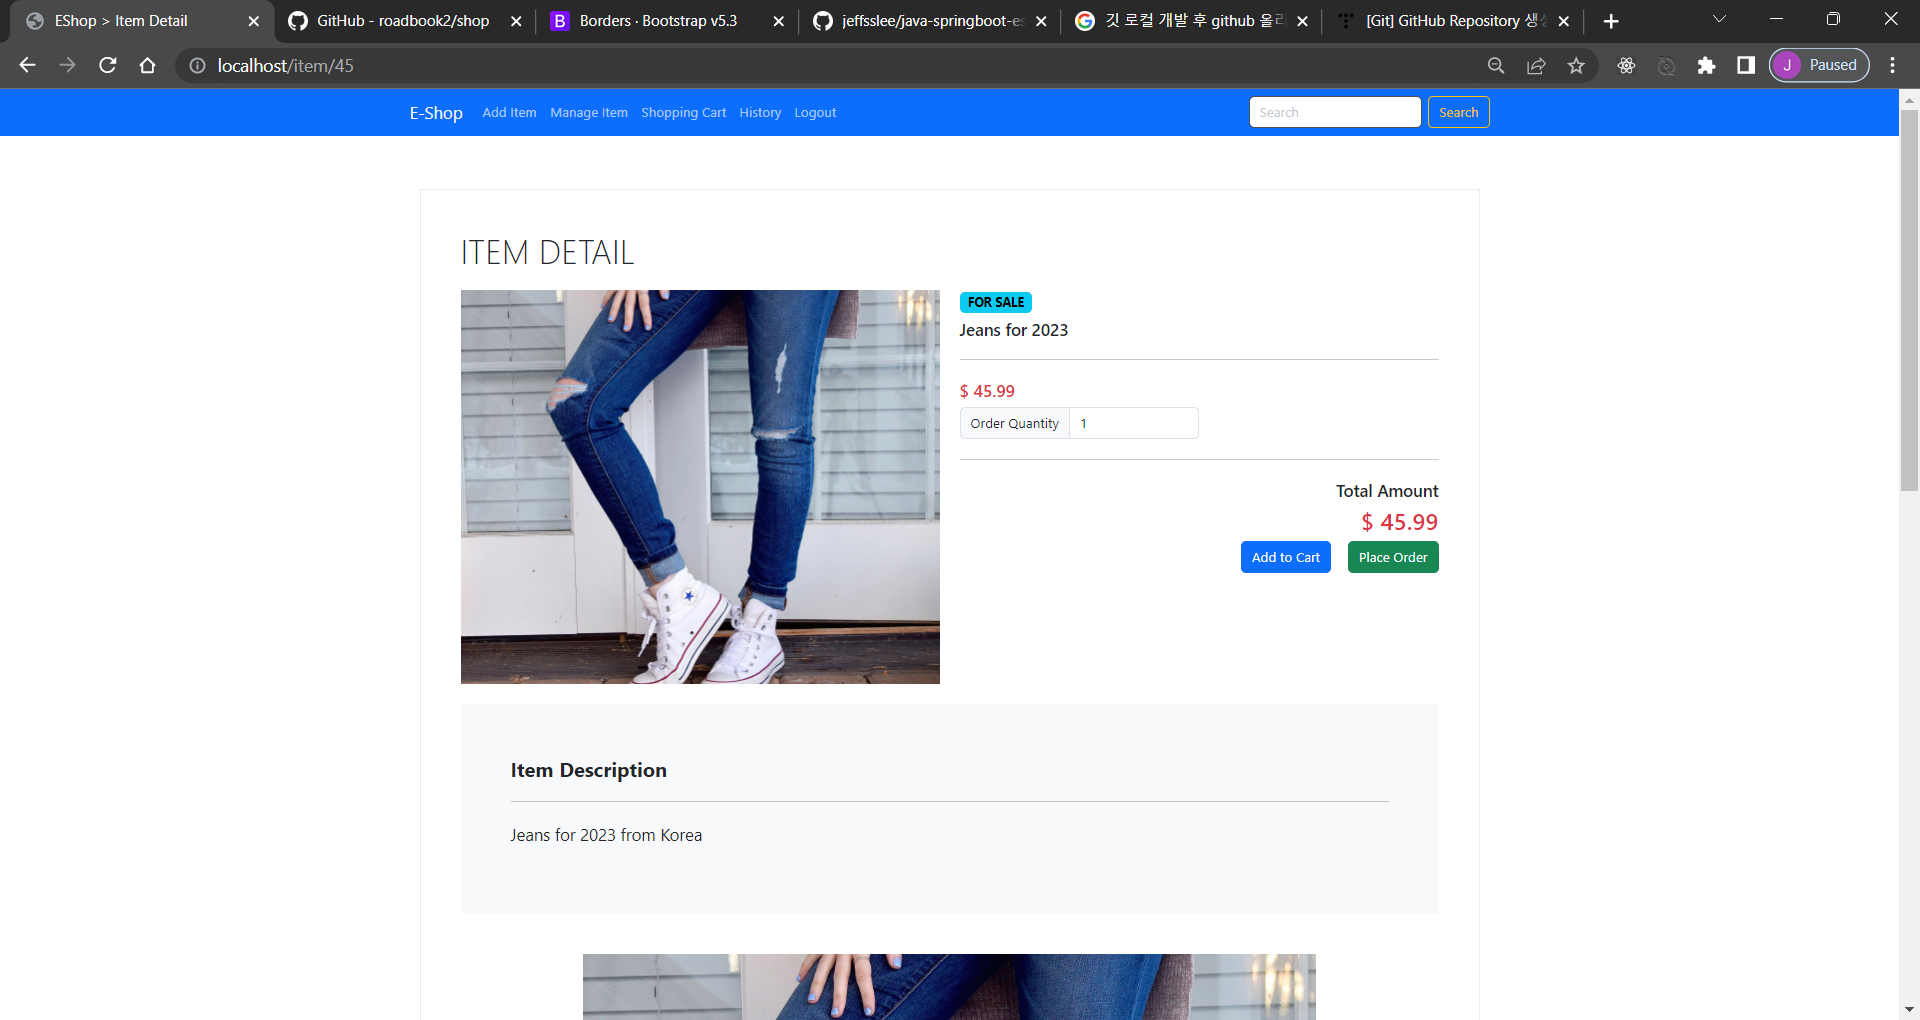 EShop > Item Detail
GitHub - roadbook2/shop
Borders · Bootstrap v5.3
jeffsslee/java-springboot-es
깃 로컬 개발 후 github 올리
[Git] GitHub Repository 생성
localhost/item/45
J Paused
E-Shop Add Item Manage Item Shopping Cart History Logout Search Search
ITEM DETAIL
FOR SALE
Jeans for 2023
$ 45.99
Order Quantity 1
Total Amount
$ 45.99
Add to Cart Place Order
Item Description
Jeans for 2023 from Korea